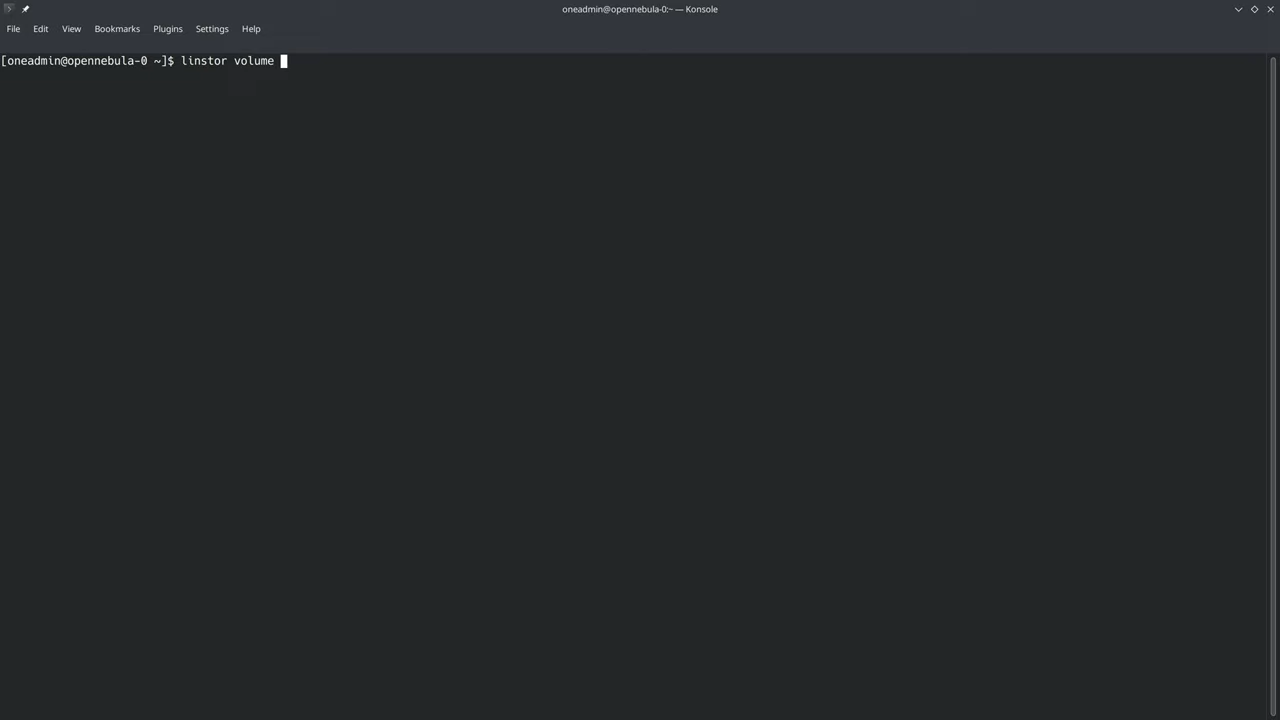 oneadmin@opennebula-0:~ — Konsole
File Edit View Bookmarks Plugins Settings Help
[oneadmin@opennebula-0 ~]$ linstor volume